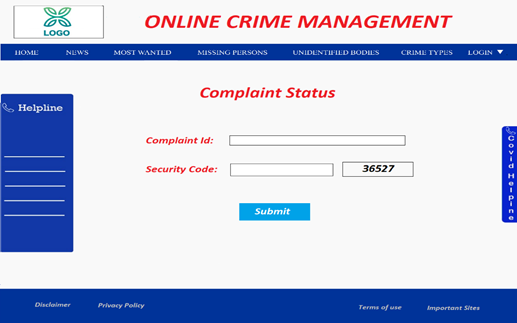 LOGO
ONLINE CRIME MANAGEMENT
HOME NEWS MOST WANTED MISSING PERSONS UNIDENTIFIED BODIES CRIME TYPES LOGIN
Helpline
Complaint Status
Complaint Id:
Security Code: 36527
Submit
Covid Helpine
Disclaimer Privacy Policy Terms of use Important Sites